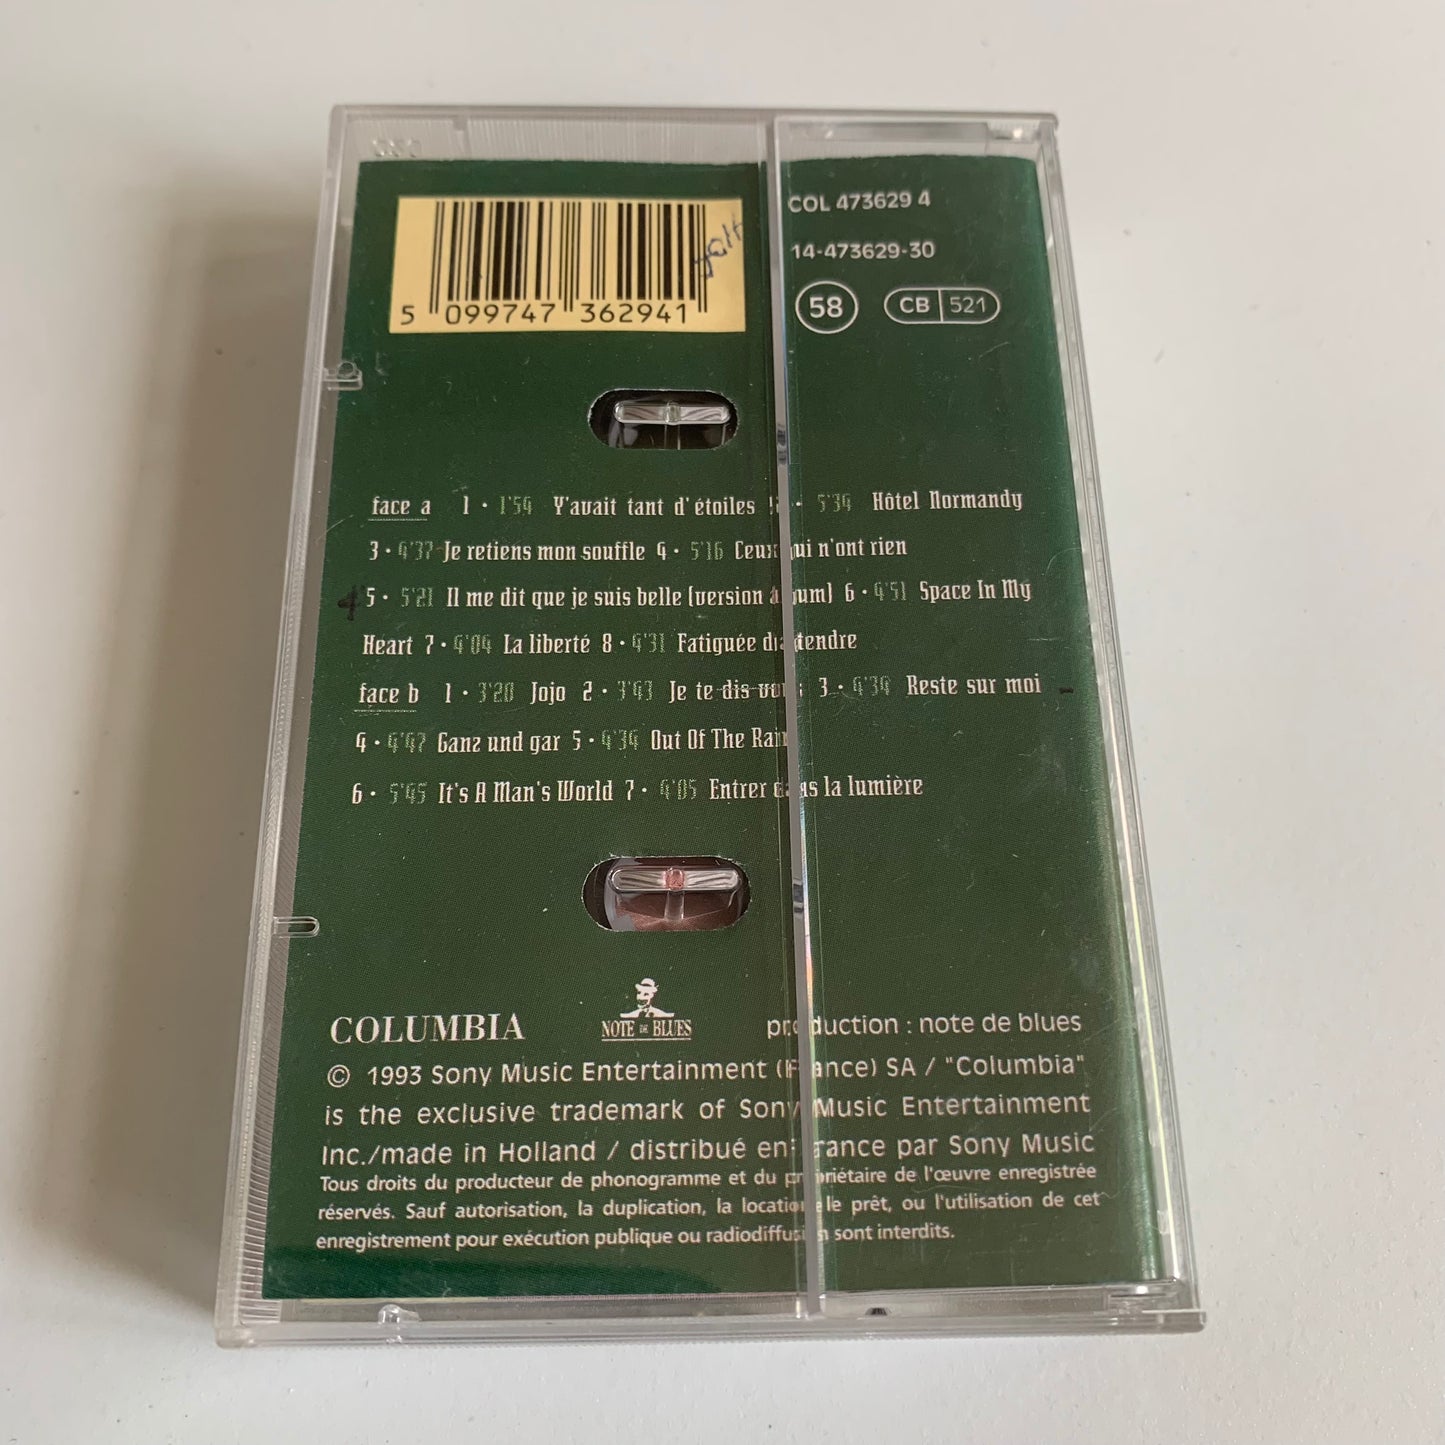 COL 473629 4
14-473629-30
58 CB 521
5 099747 362941
face a 1 · 1'54 Y'avait tant d'étoiles · 5'34 Hôtel Normandy
3 · 4'37 Je retiens mon souffle 4 · 5'16 Ceux qui n'ont rien
5 · 5'21 Il me dit que je suis belle (version album) 6 · 4'51 Space In My
Heart 7 · 4'04 La liberté 8 · 4'31 Fatiguée d'attendre
face b 1 · 3'20 Jojo 2 · 3'43 Je te dis vous 3 · 4'34 Reste sur moi
4 · 4'47 Ganz und gar 5 · 4'34 Out Of The Rain
6 · 5'45 It's A Man's World 7 · 4'05 Entrer dans la lumière
COLUMBIA NOTE DE BLUES production : note de blues
© 1993 Sony Music Entertainment (France) SA / "Columbia"
is the exclusive trademark of Sony Music Entertainment
Inc./made in Holland / distribué en France par Sony Music
Tous droits du producteur de phonogramme et du propriétaire de l'œuvre enregistrée
réservés. Sauf autorisation, la duplication, la location, le prêt, ou l'utilisation de cet
enregistrement pour exécution publique ou radiodiffusion sont interdits.